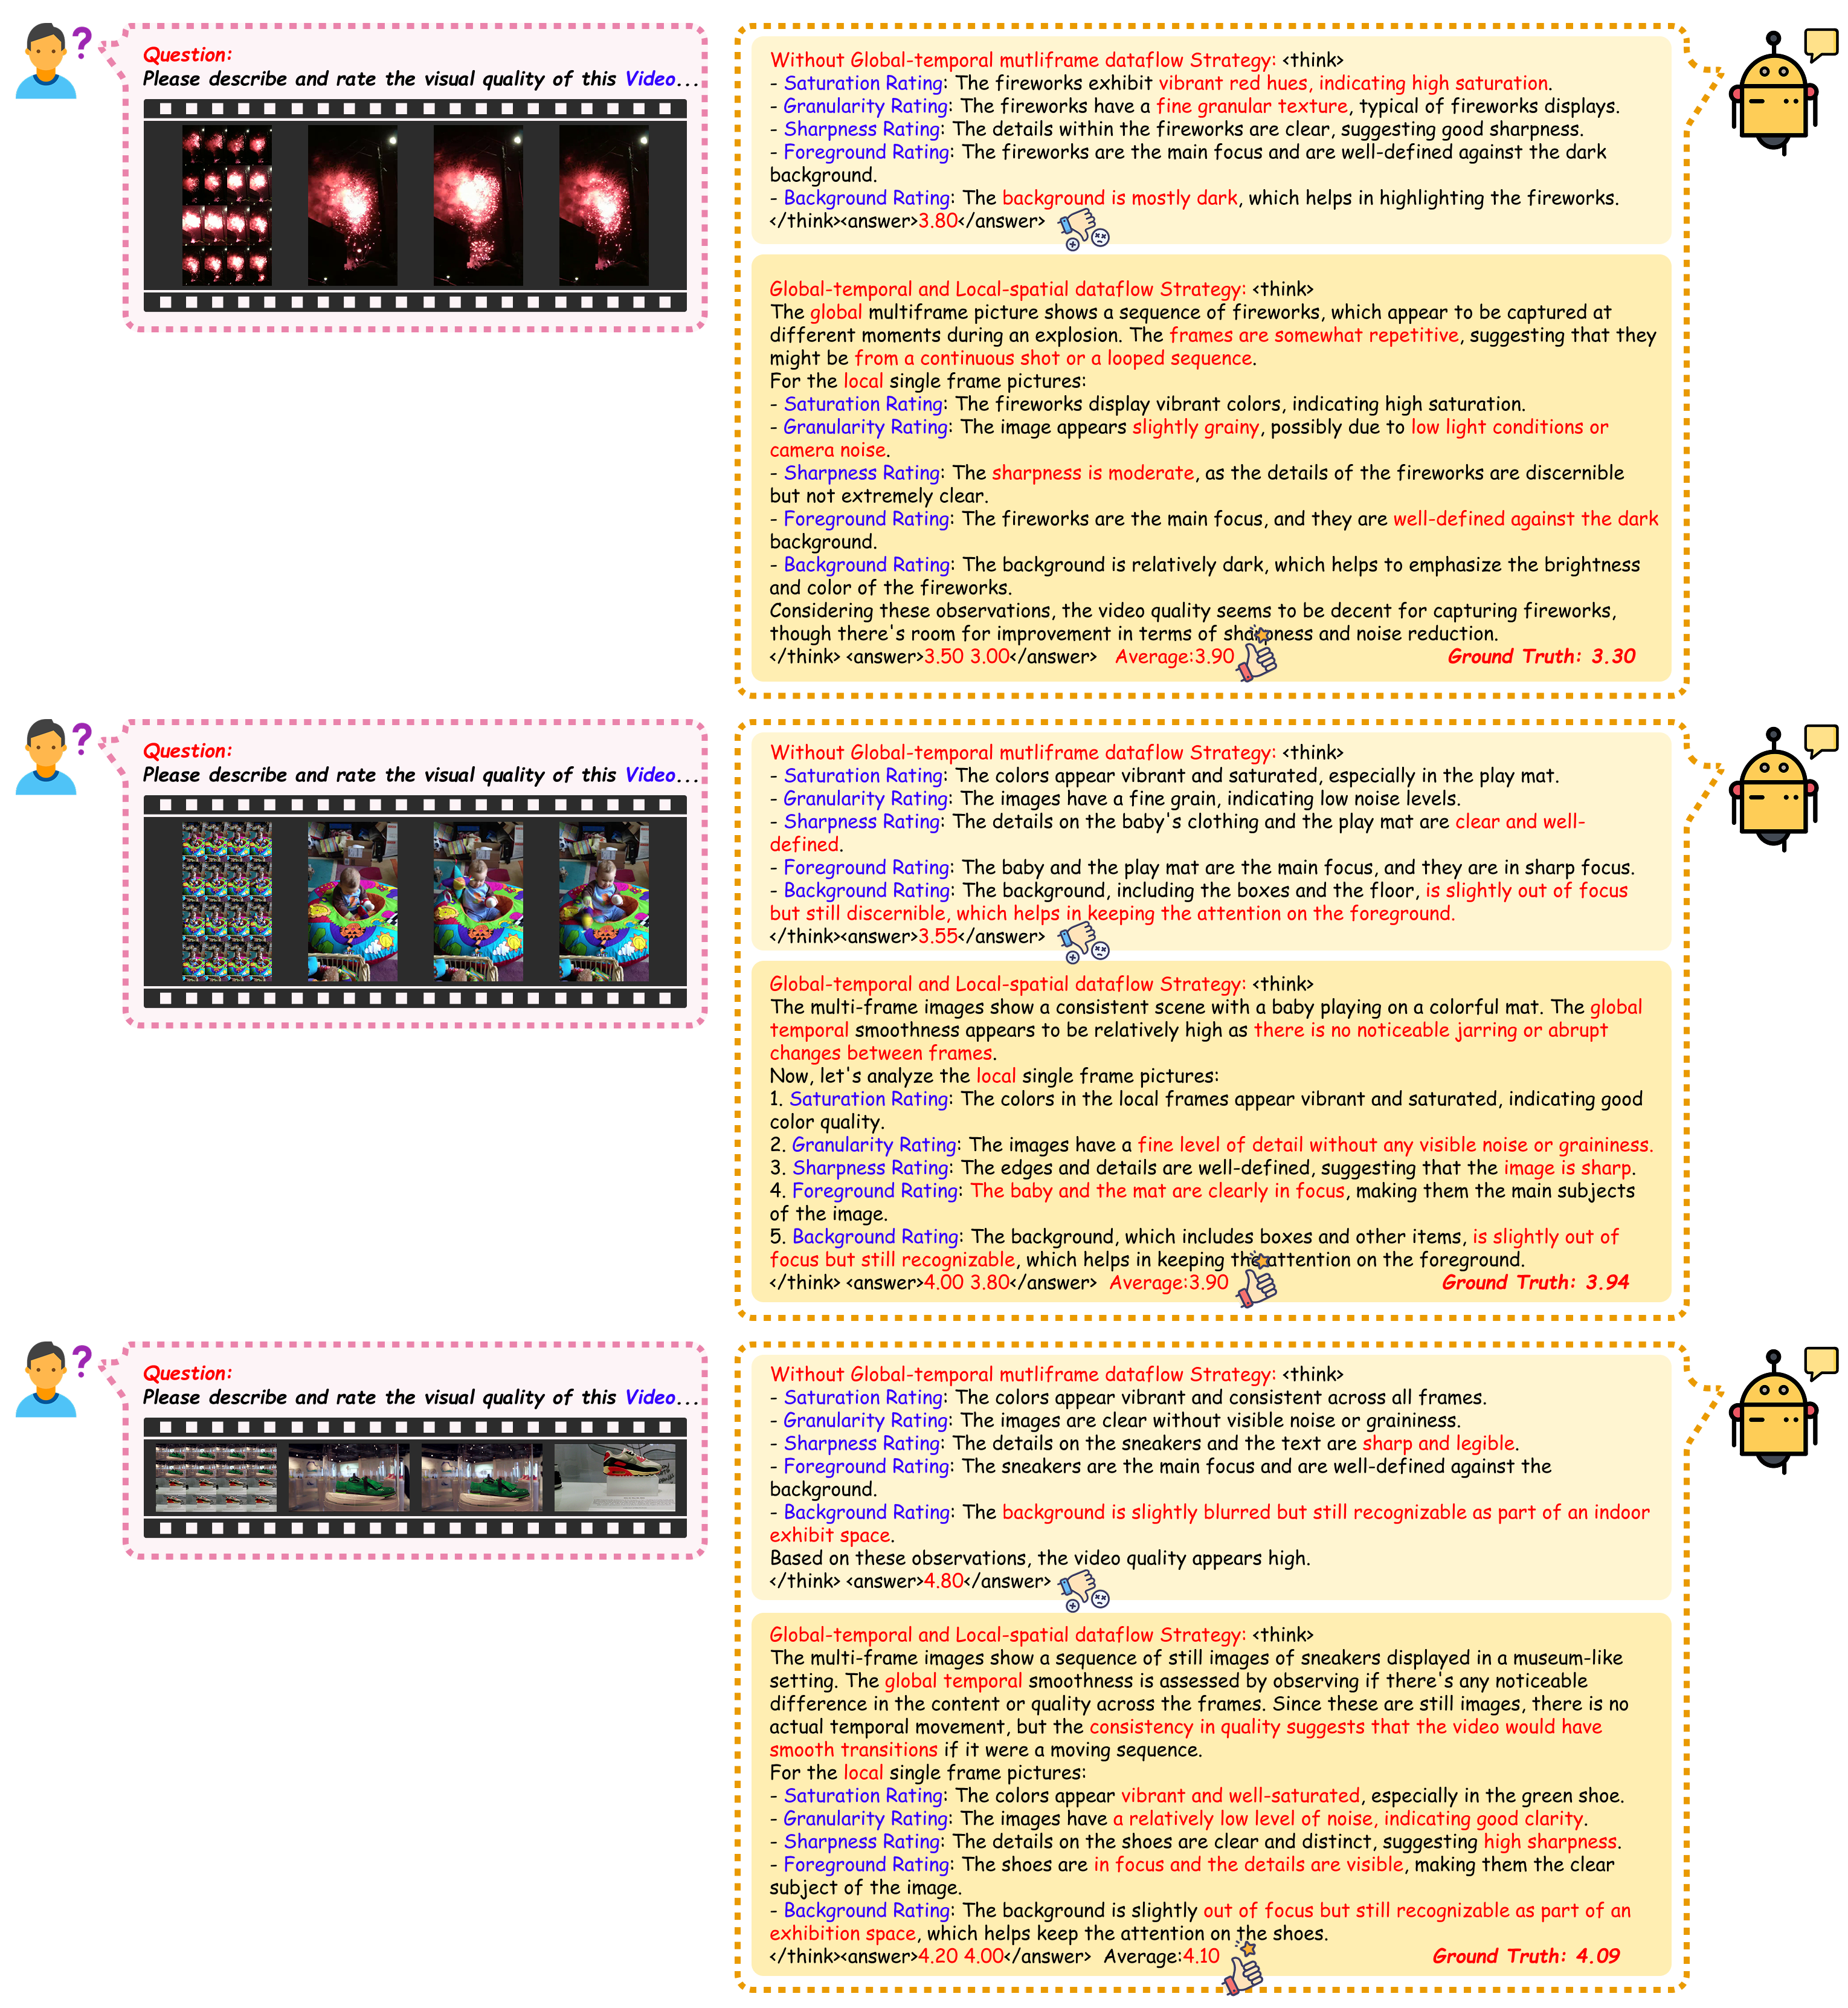 Question:
Please describe and rate the visual quality of this Video...
Without Global-temporal mutliframe dataflow Strategy: <think>
- Saturation Rating: The fireworks exhibit vibrant red hues, indicating high saturation.
- Granularity Rating: The fireworks have a fine granular texture, typical of fireworks displays.
- Sharpness Rating: The details within the fireworks are clear, suggesting good sharpness.
- Foreground Rating: The fireworks are the main focus and are well-defined against the dark
background.
- Background Rating: The background is mostly dark, which helps in highlighting the fireworks.
</think><answer>3.80</answer>
Global-temporal and Local-spatial dataflow Strategy: <think>
The global multiframe picture shows a sequence of fireworks, which appear to be captured at
different moments during an explosion. The frames are somewhat repetitive, suggesting that they
might be from a continuous shot or a looped sequence.
For the local single frame pictures:
- Saturation Rating: The fireworks display vibrant colors, indicating high saturation.
- Granularity Rating: The image appears slightly grainy, possibly due to low light conditions or
camera noise.
- Sharpness Rating: The sharpness is moderate, as the details of the fireworks are discernible
but not extremely clear.
- Foreground Rating: The fireworks are the main focus, and they are well-defined against the dark
background.
- Background Rating: The background is relatively dark, which helps to emphasize the brightness
and color of the fireworks.
Considering these observations, the video quality seems to be decent for capturing fireworks,
though there's room for improvement in terms of sharpness and noise reduction.
</think> <answer>3.50 3.00</answer> Average:3.90 Ground Truth: 3.30
Question:
Please describe and rate the visual quality of this Video...
Without Global-temporal mutliframe dataflow Strategy: <think>
- Saturation Rating: The colors appear vibrant and saturated, especially in the play mat.
- Granularity Rating: The images have a fine grain, indicating low noise levels.
- Sharpness Rating: The details on the baby's clothing and the play mat are clear and well-
defined.
- Foreground Rating: The baby and the play mat are the main focus, and they are in sharp focus.
- Background Rating: The background, including the boxes and the floor, is slightly out of focus
but still discernible, which helps in keeping the attention on the foreground.
</think><answer>3.55</answer>
Global-temporal and Local-spatial dataflow Strategy: <think>
The multi-frame images show a consistent scene with a baby playing on a colorful mat. The global
temporal smoothness appears to be relatively high as there is no noticeable jarring or abrupt
changes between frames.
Now, let's analyze the local single frame pictures:
1. Saturation Rating: The colors in the local frames appear vibrant and saturated, indicating good
color quality.
2. Granularity Rating: The images have a fine level of detail without any visible noise or graininess.
3. Sharpness Rating: The edges and details are well-defined, suggesting that the image is sharp.
4. Foreground Rating: The baby and the mat are clearly in focus, making them the main subjects
of the image.
5. Background Rating: The background, which includes boxes and other items, is slightly out of
focus but still recognizable, which helps in keeping the attention on the foreground.
</think> <answer>4.00 3.80</answer> Average:3.90 Ground Truth: 3.94
Question:
Please describe and rate the visual quality of this Video...
Without Global-temporal mutliframe dataflow Strategy: <think>
- Saturation Rating: The colors appear vibrant and consistent across all frames.
- Granularity Rating: The images are clear without visible noise or graininess.
- Sharpness Rating: The details on the sneakers and the text are sharp and legible.
- Foreground Rating: The sneakers are the main focus and are well-defined against the
background.
- Background Rating: The background is slightly blurred but still recognizable as part of an indoor
exhibit space.
Based on these observations, the video quality appears high.
</think> <answer>4.80</answer>
Global-temporal and Local-spatial dataflow Strategy: <think>
The multi-frame images show a sequence of still images of sneakers displayed in a museum-like
setting. The global temporal smoothness is assessed by observing if there's any noticeable
difference in the content or quality across the frames. Since these are still images, there is no
actual temporal movement, but the consistency in quality suggests that the video would have
smooth transitions if it were a moving sequence.
For the local single frame pictures:
- Saturation Rating: The colors appear vibrant and well-saturated, especially in the green shoe.
- Granularity Rating: The images have a relatively low level of noise, indicating good clarity.
- Sharpness Rating: The details on the shoes are clear and distinct, suggesting high sharpness.
- Foreground Rating: The shoes are in focus and the details are visible, making them the clear
subject of the image.
- Background Rating: The background is slightly out of focus but still recognizable as part of an
exhibition space, which helps keep the attention on the shoes.
</think><answer>4.20 4.00</answer> Average:4.10 Ground Truth: 4.09